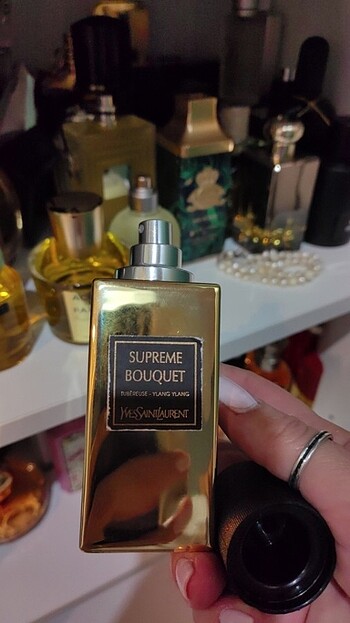 SUPREME
BOUQUET
TUBÉREUSE - YLANG YLANG
YVESSAINTLAURENT